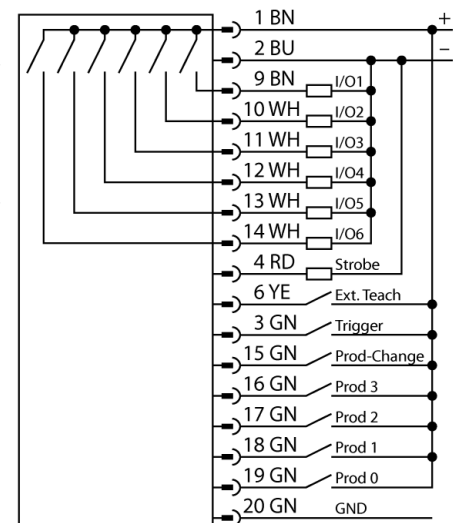 1 BN +
2 BU −
9 BN I/O1
10 WH I/O2
11 WH I/O3
12 WH I/O4
13 WH I/O5
14 WH I/O6
4 RD Strobe
6 YE Ext. Teach
3 GN Trigger
15 GN Prod-Change
16 GN Prod 3
17 GN Prod 2
18 GN Prod 1
19 GN Prod 0
20 GN GND